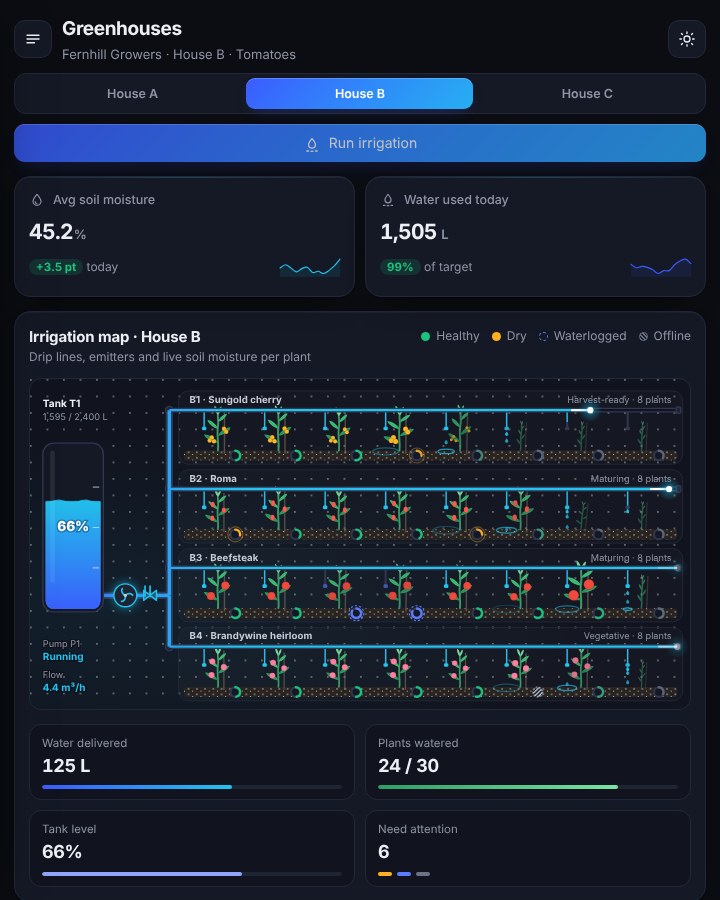 Greenhouses
Fernhill Growers · House B · Tomatoes
House A
House B
House C
Run irrigation
Avg soil moisture
45.2%
+3.5 pt today
Water used today
1,505 L
99% of target
Irrigation map · House B
Drip lines, emitters and live soil moisture per plant
Healthy
Dry
Waterlogged
Offline
Tank T1
1,595 / 2,400 L
66%
Pump P1
Running
Flow
4.4 m³/h
B1 · Sungold cherry
Harvest-ready · 8 plants
B2 · Roma
Maturing · 8 plants
B3 · Beefsteak
Maturing · 8 plants
B4 · Brandywine heirloom
Vegetative · 8 plants
Water delivered
125 L
Plants watered
24 / 30
Tank level
66%
Need attention
6